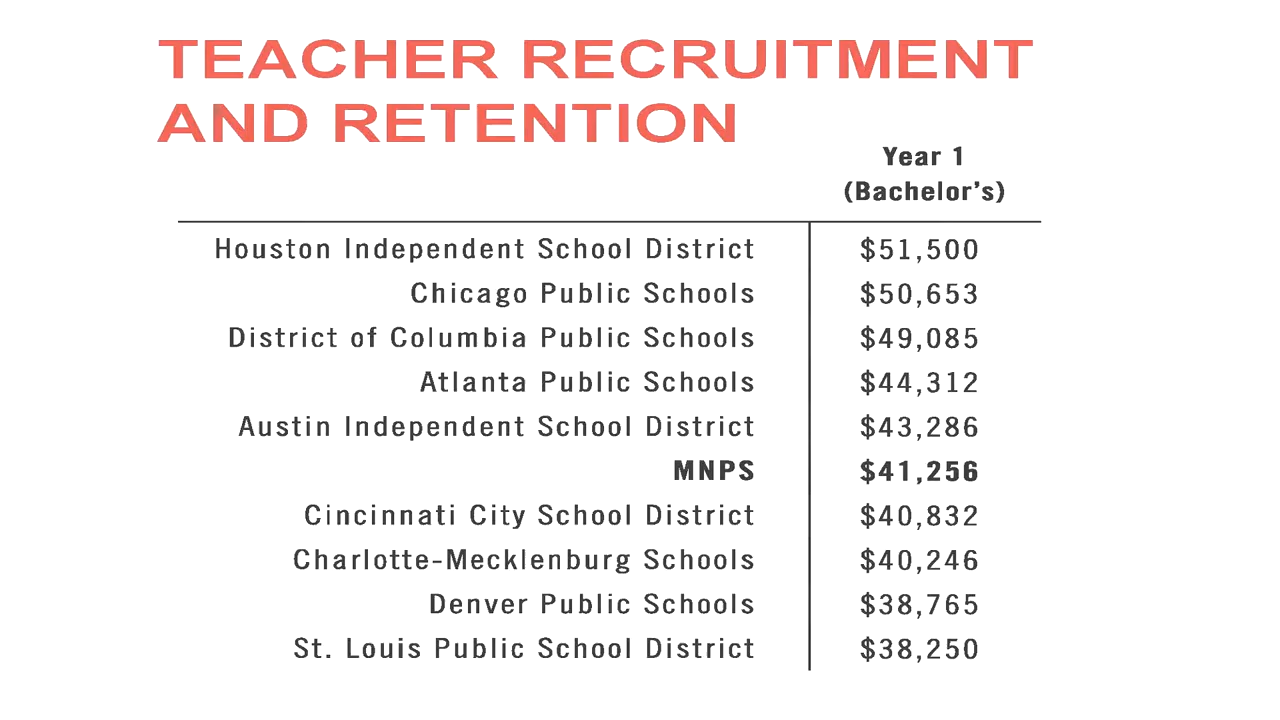 TEACHER RECRUITMENT
AND RETENTION
Year 1
(Bachelor's)
Houston Independent School District $51,500
Chicago Public Schools $50,653
District of Columbia Public Schools $49,085
Atlanta Public Schools $44,312
Austin Independent School District $43,286
MNPS $41,256
Cincinnati City School District $40,832
Charlotte-Mecklenburg Schools $40,246
Denver Public Schools $38,765
St. Louis Public School District $38,250